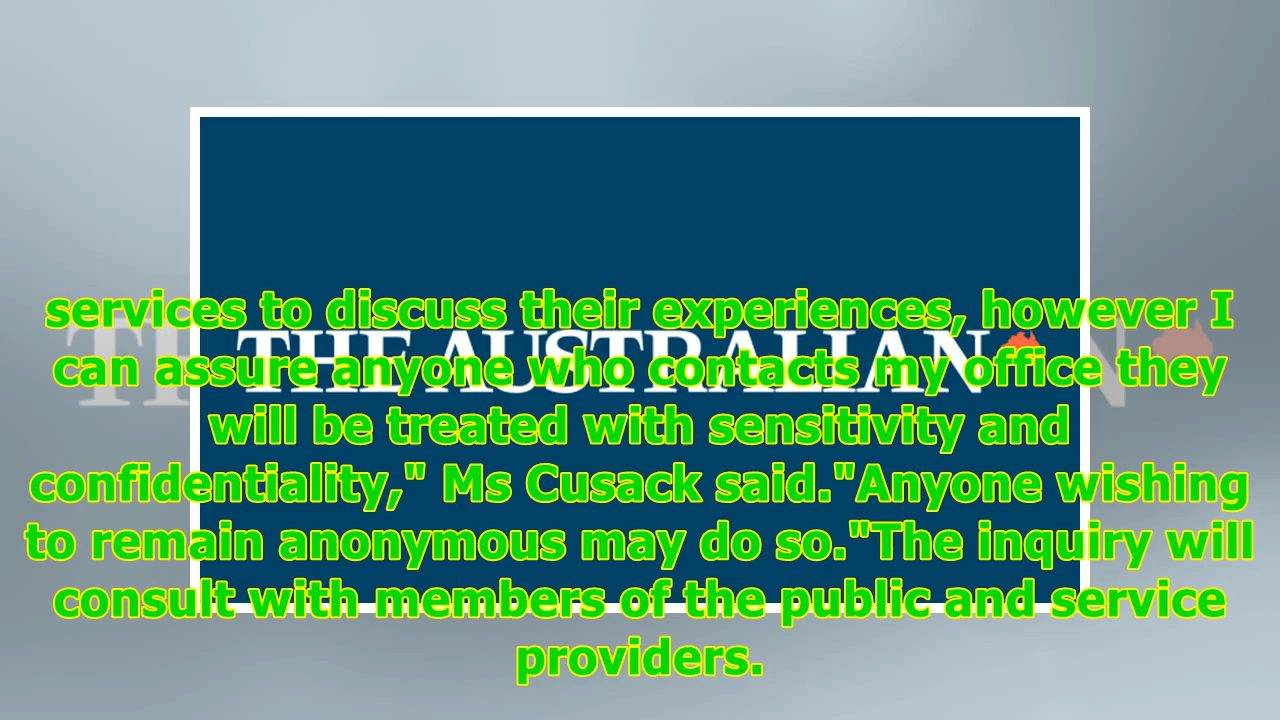 services to discuss their experiences, however I
THE AUSTRALIAN
can assure anyone who contacts my office they
will be treated with sensitivity and
confidentiality," Ms Cusack said."Anyone wishing
to remain anonymous may do so."The inquiry will
consult with members of the public and service
providers.